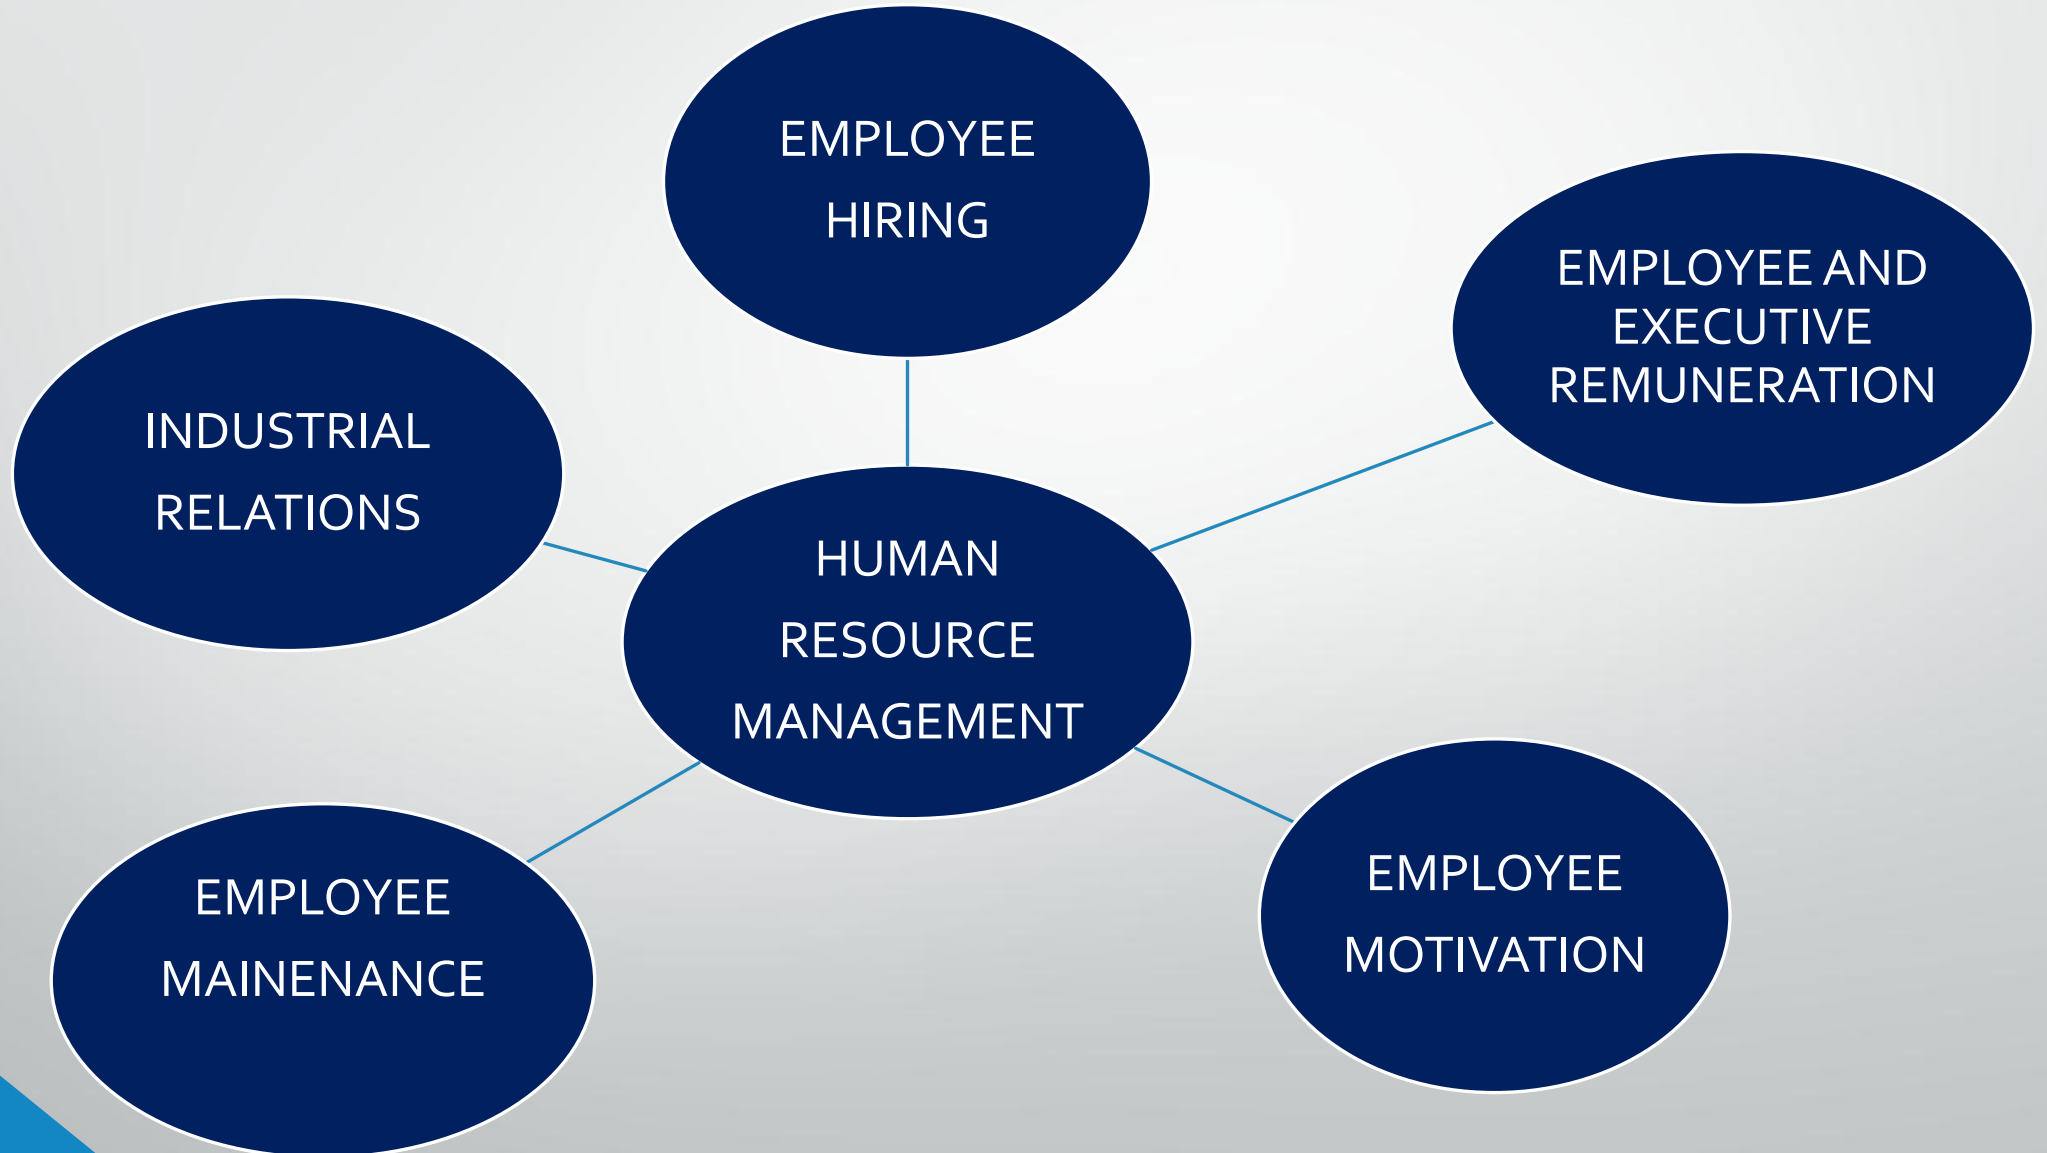 EMPLOYEE
HIRING
EMPLOYEE AND
EXECUTIVE
REMUNERATION
INDUSTRIAL
RELATIONS
HUMAN
RESOURCE
MANAGEMENT
EMPLOYEE
MAINENANCE
EMPLOYEE
MOTIVATION